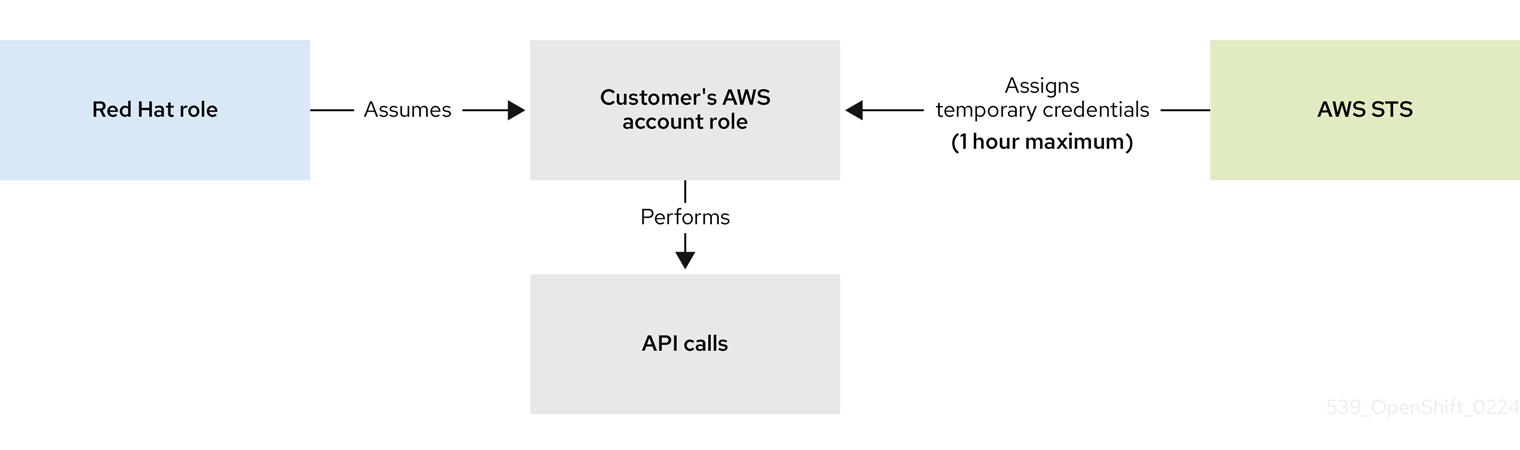 Red Hat role
Assumes
Customer's AWS
account role
Assigns
temporary credentials
(1 hour maximum)
AWS STS
Performs
API calls
539_OpenShift_0224